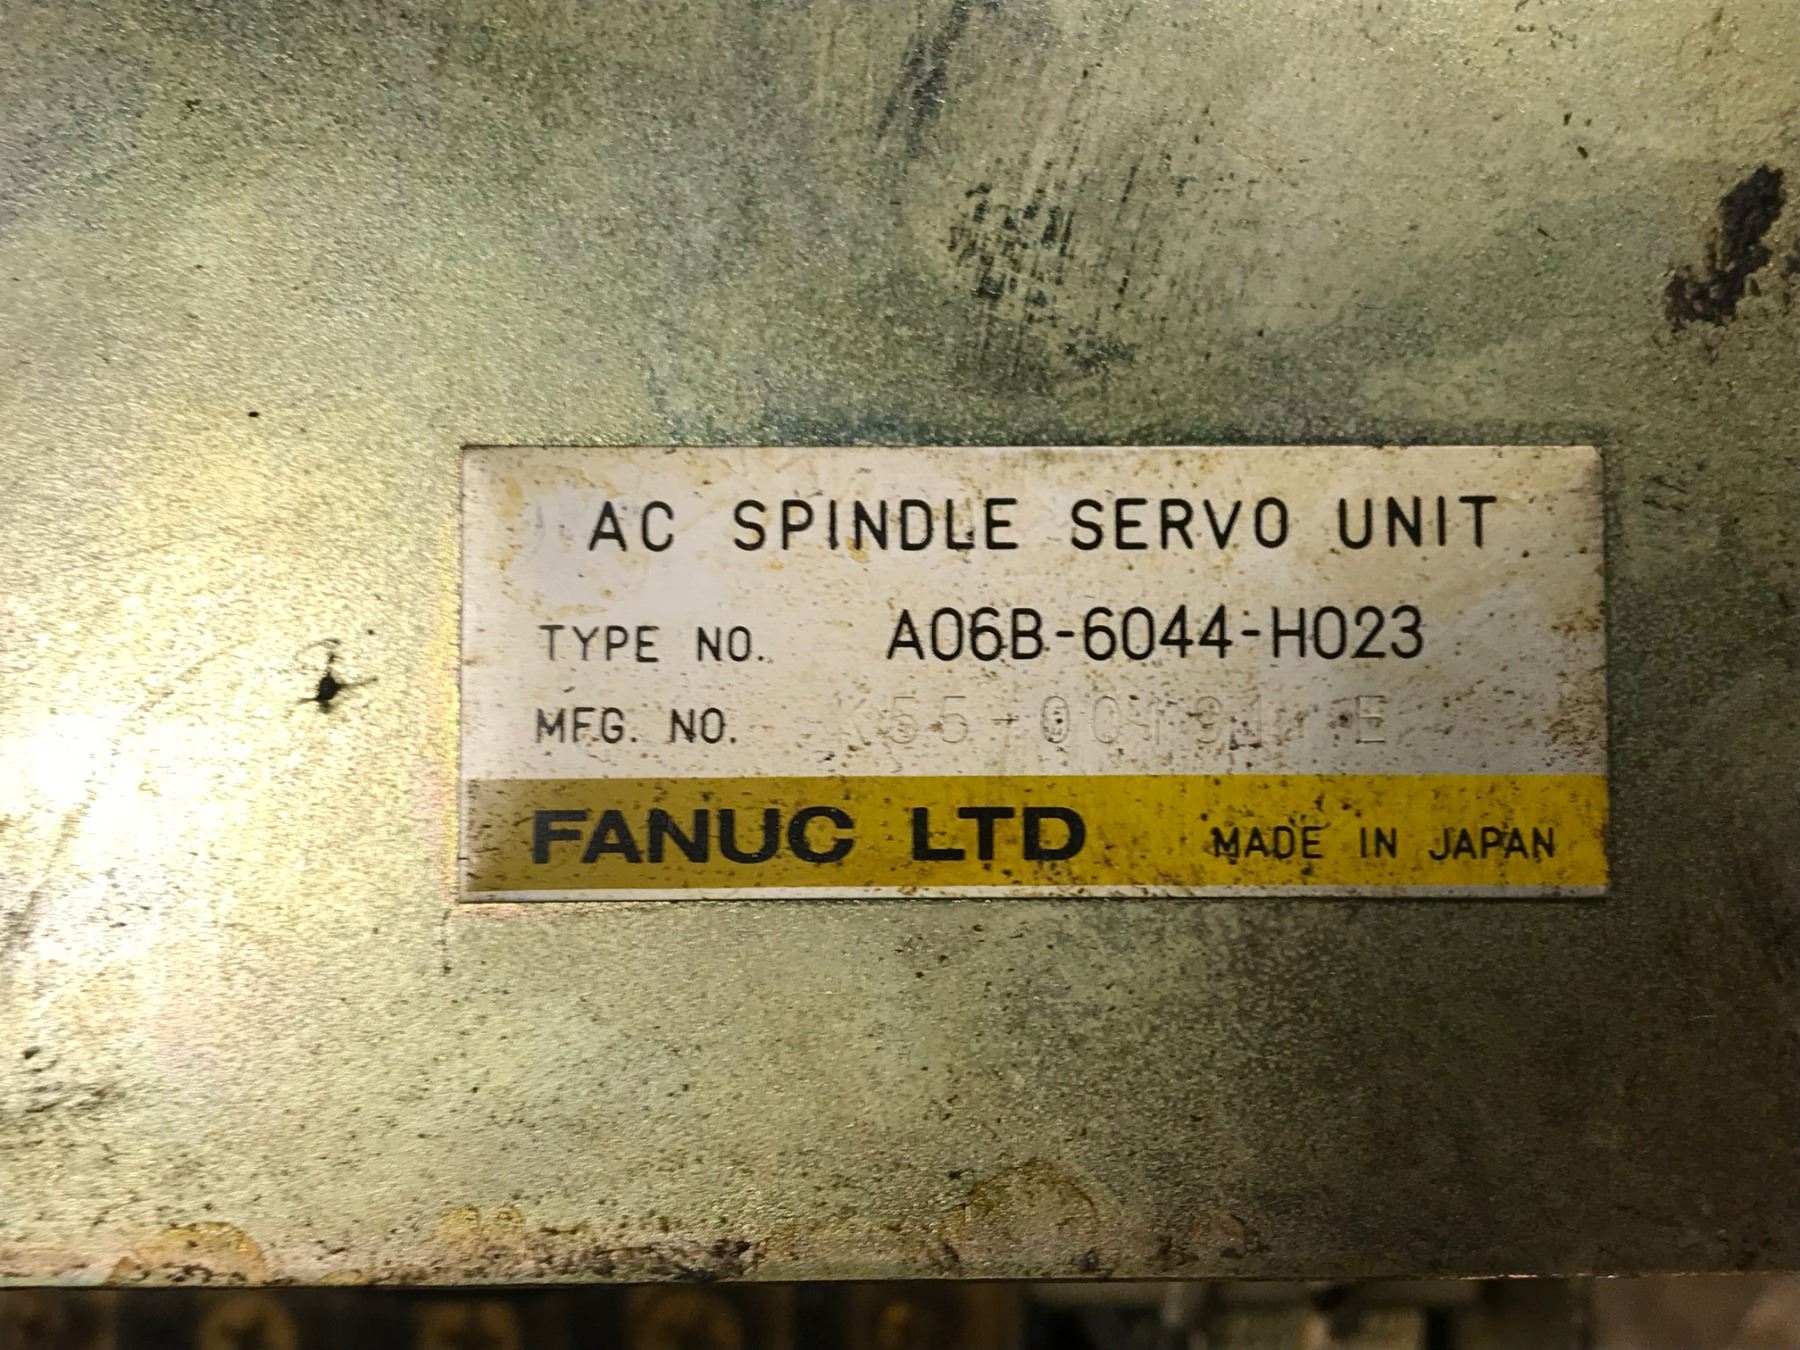 AC SPINDLE SERVO UNIT
TYPE NO. A06B-6044-H023
MFG. NO.
FANUC LTD MADE IN JAPAN